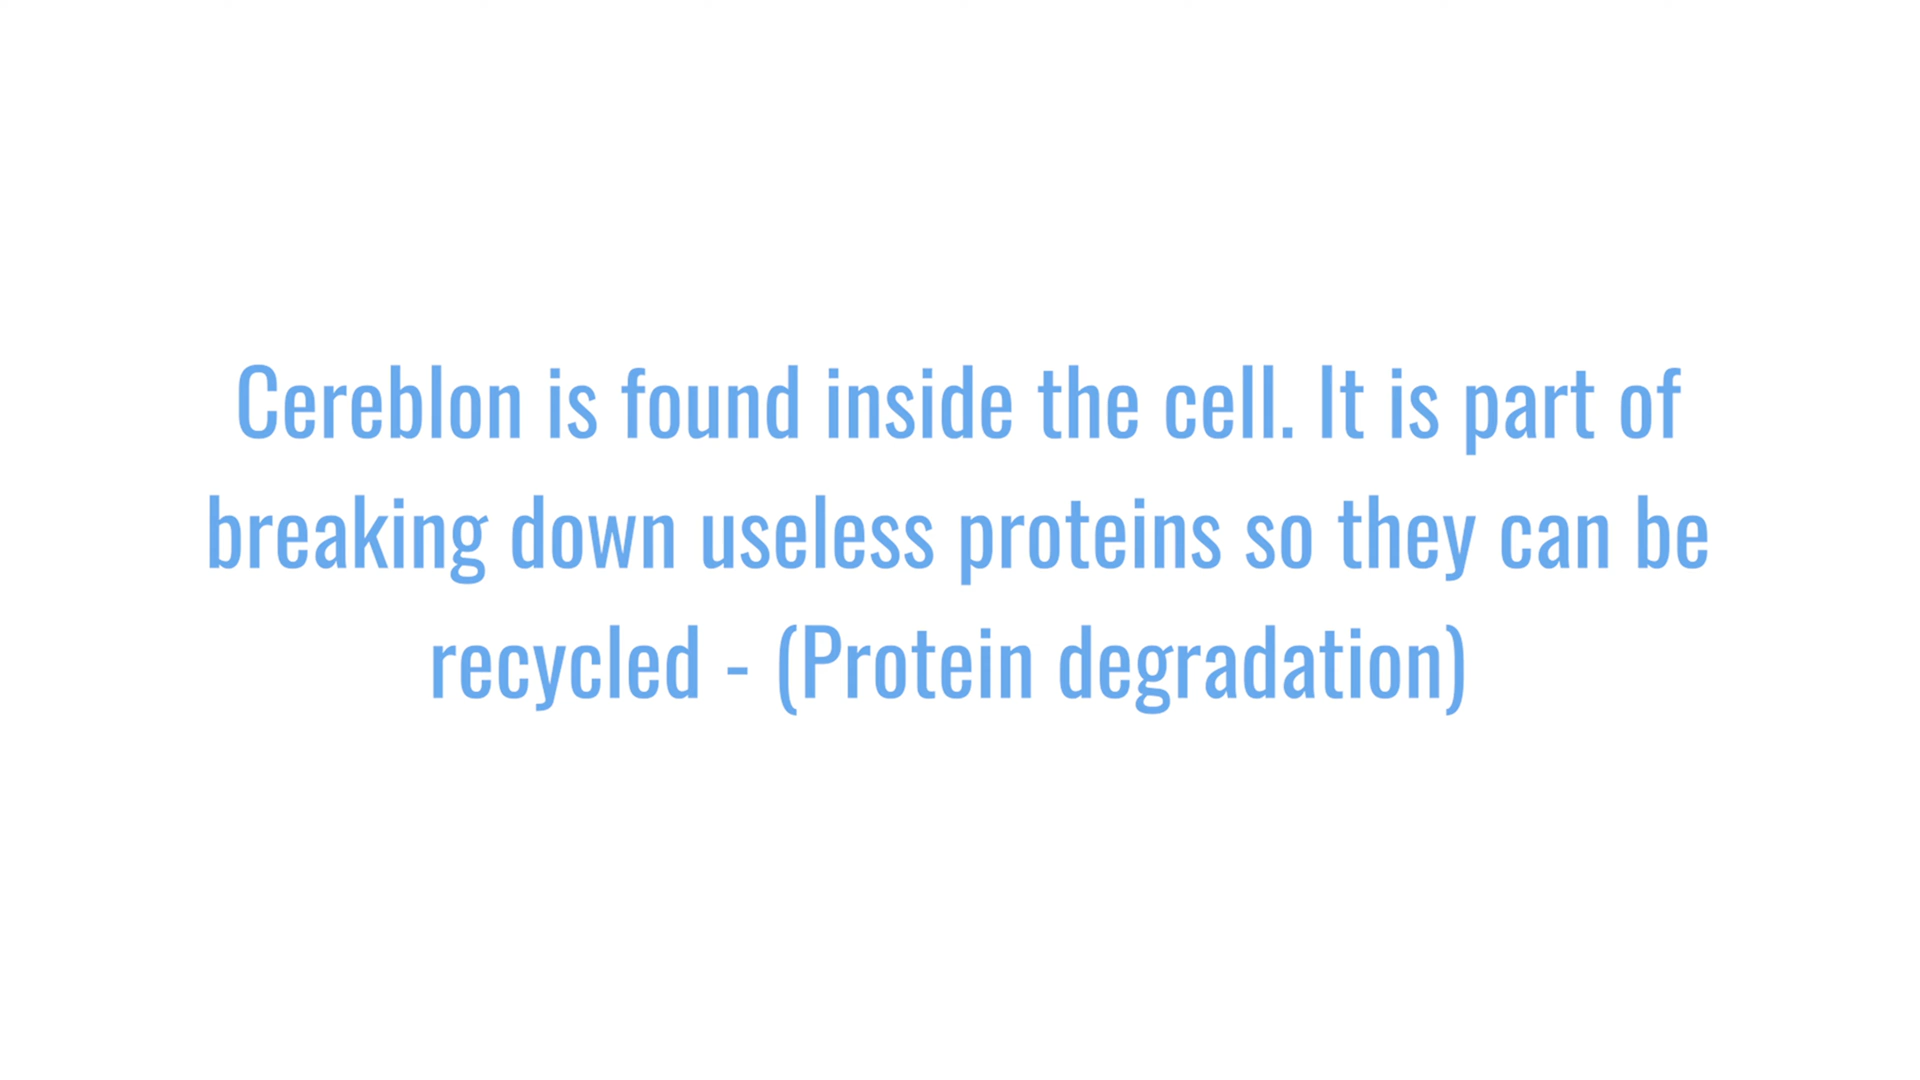 Cereblon is found inside the cell. It is part of
breaking down useless proteins so they can be
recycled - (Protein degradation)